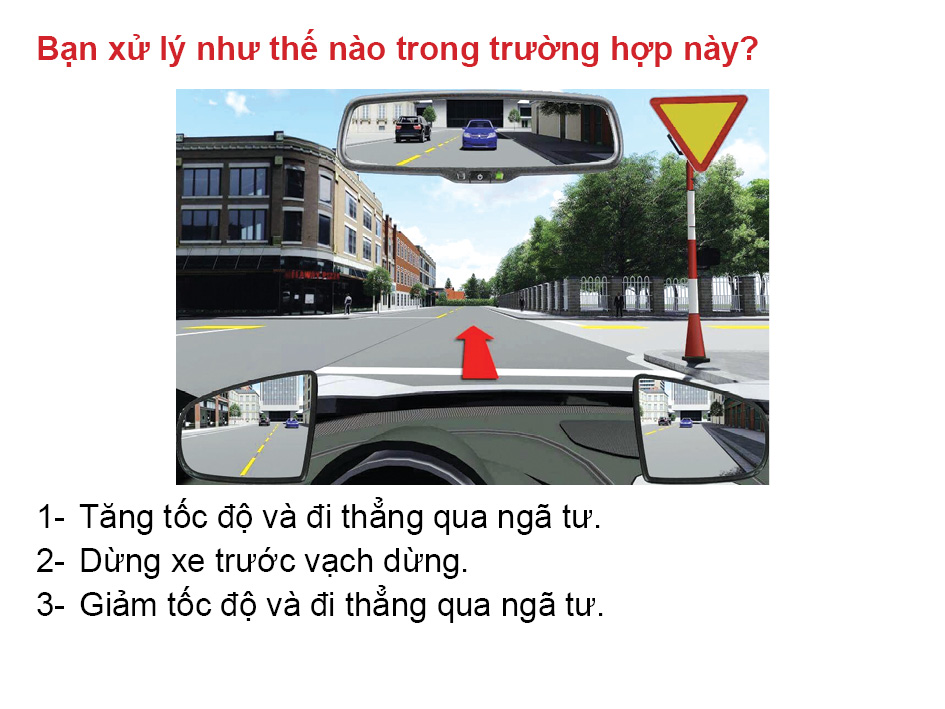 Bạn xử lý như thế nào trong trường hợp này?
1- Tăng tốc độ và đi thẳng qua ngã tư.
2- Dừng xe trước vạch dừng.
3- Giảm tốc độ và đi thẳng qua ngã tư.